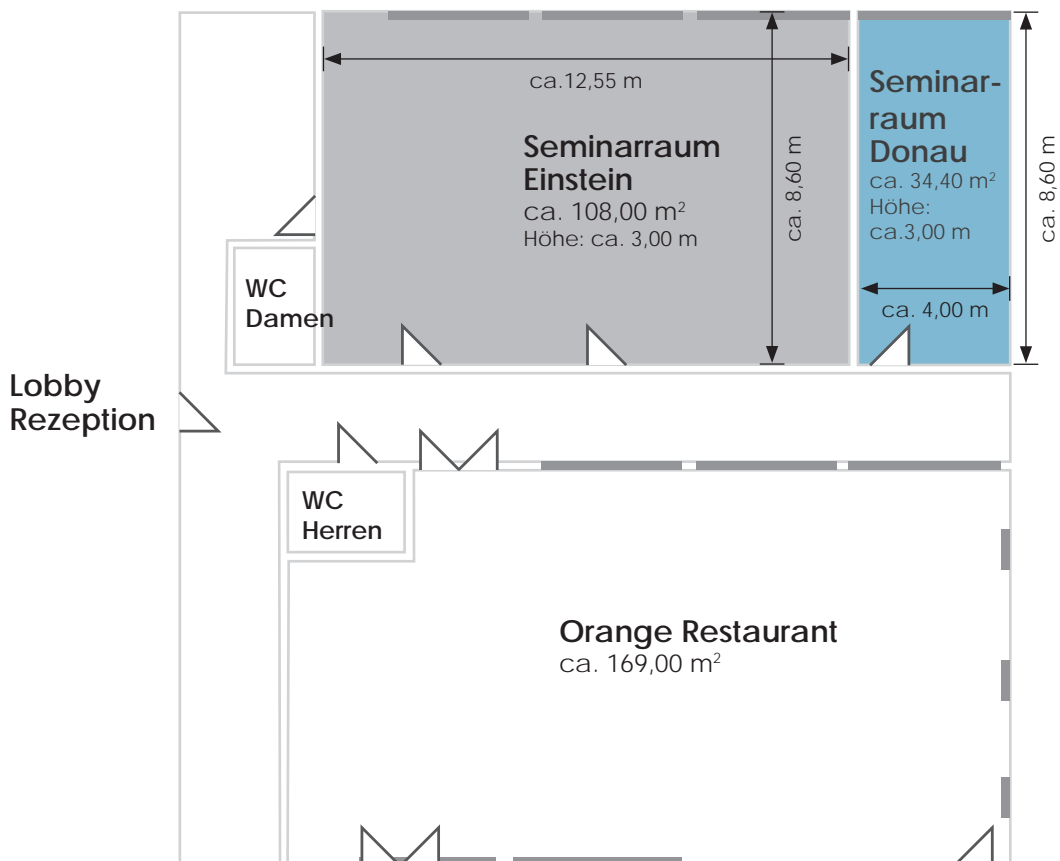 ca.12,55 m
Seminarraum
Einstein
ca. 108,00 m²
Höhe: ca. 3,00 m
ca. 8,60 m
Seminar-
raum
Donau
ca. 34,40 m²
Höhe:
ca.3,00 m
ca. 4,00 m
ca. 8,60 m
WC
Damen
Lobby
Rezeption
WC
Herren
Orange Restaurant
ca. 169,00 m²